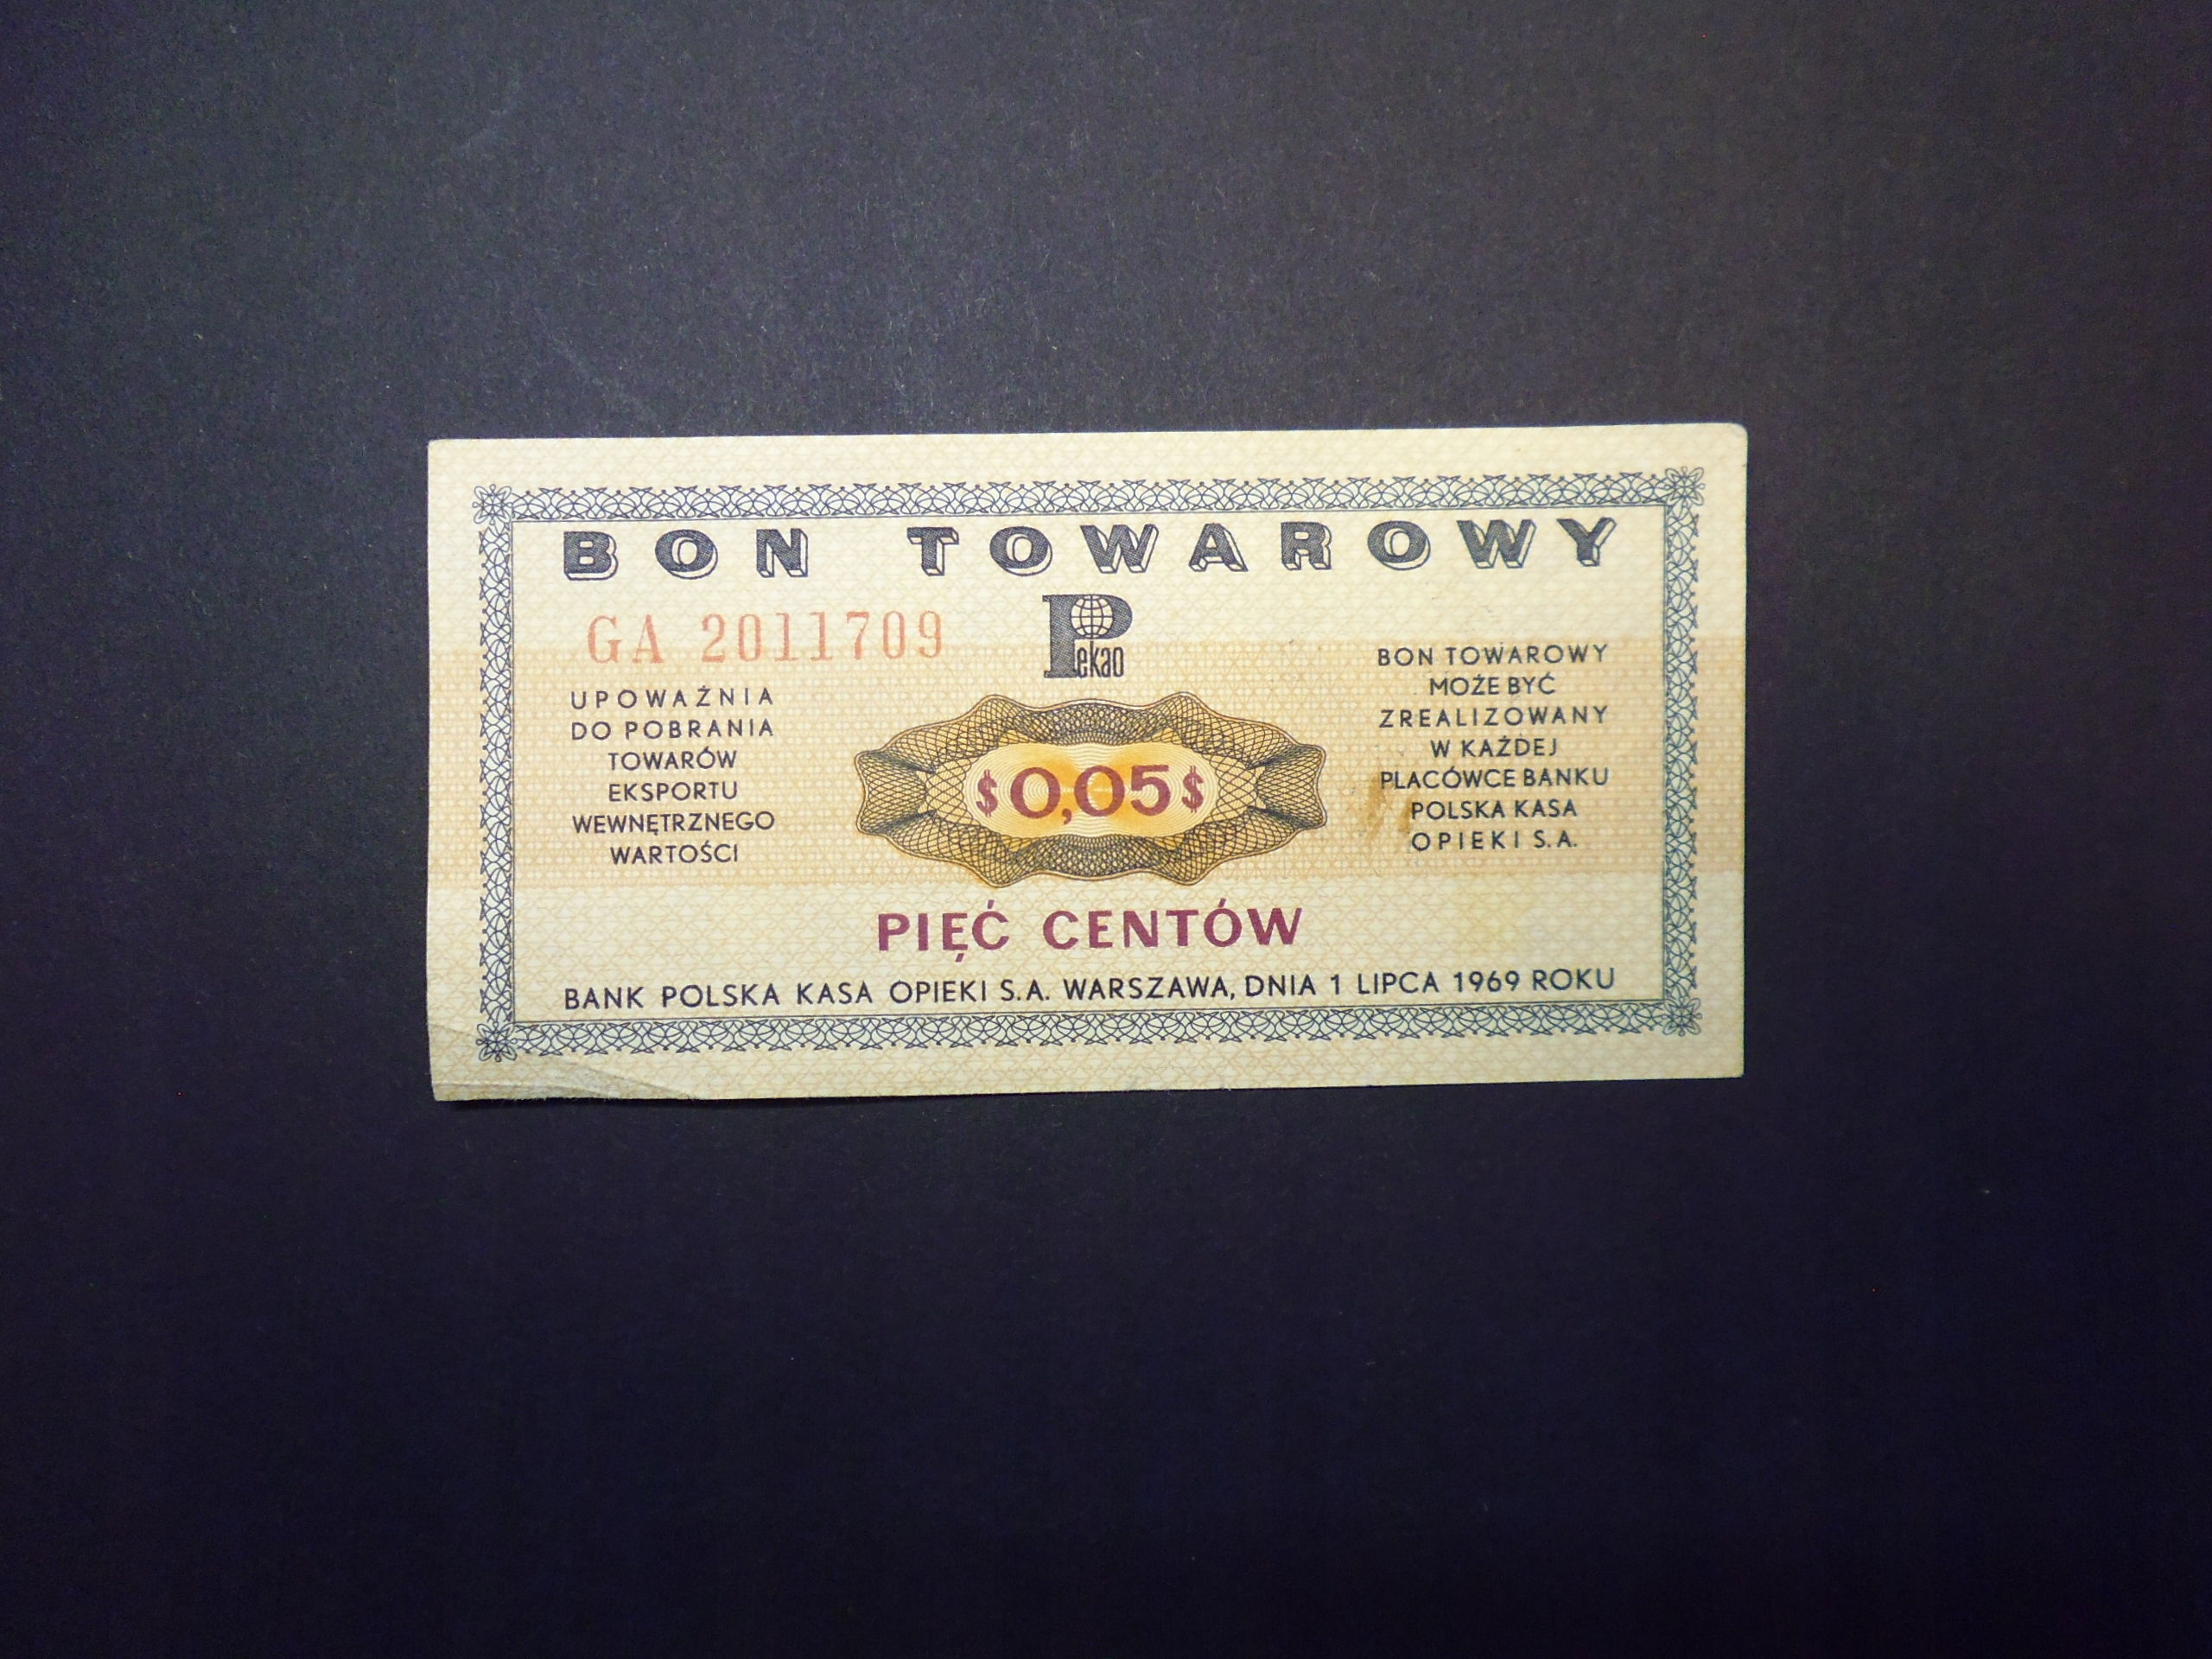 BON TOWAROWY
GA 2011709
Pekao
UPOWAŻNIA
DO POBRANIA
TOWARÓW
EKSPORTU
WEWNĘTRZNEGO
WARTOŚCI
$0,05$
BON TOWAROWY
MOŻE BYĆ
ZREALIZOWANY
W KAŻDEJ
PLACÓWCE BANKU
POLSKA KASA
OPIEKI S.A.
PIĘĆ CENTÓW
BANK POLSKA KASA OPIEKI S.A. WARSZAWA, DNIA 1 LIPCA 1969 ROKU